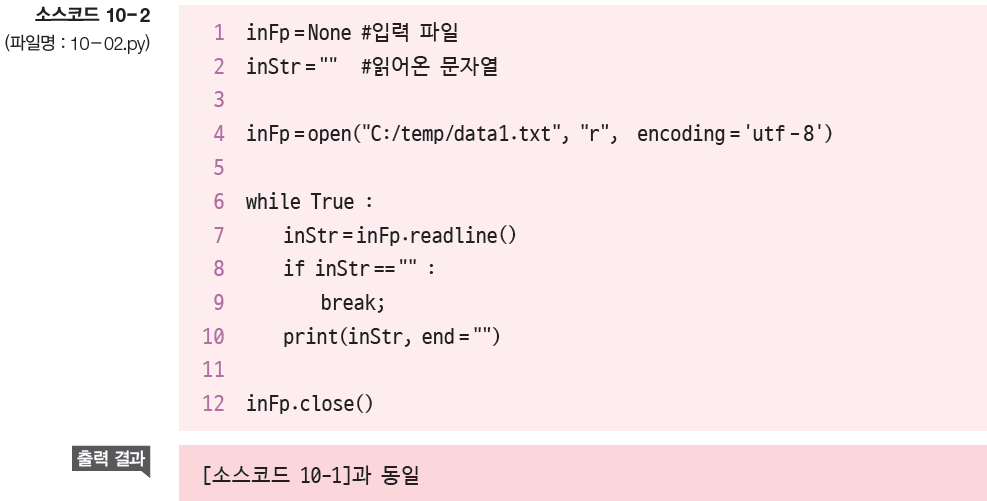 소스코드 10-2
(파일명 : 10-02.py)
1 inFp=None #입력 파일
2 inStr="" #읽어온 문자열
3
4 inFp=open("C:/temp/data1.txt", "r", encoding='utf-8')
5
6 while True :
7 inStr=inFp.readline()
8 if inStr=="" :
9 break;
10 print(inStr, end="")
11
12 inFp.close()
출력 결과
[소스코드 10-1]과 동일